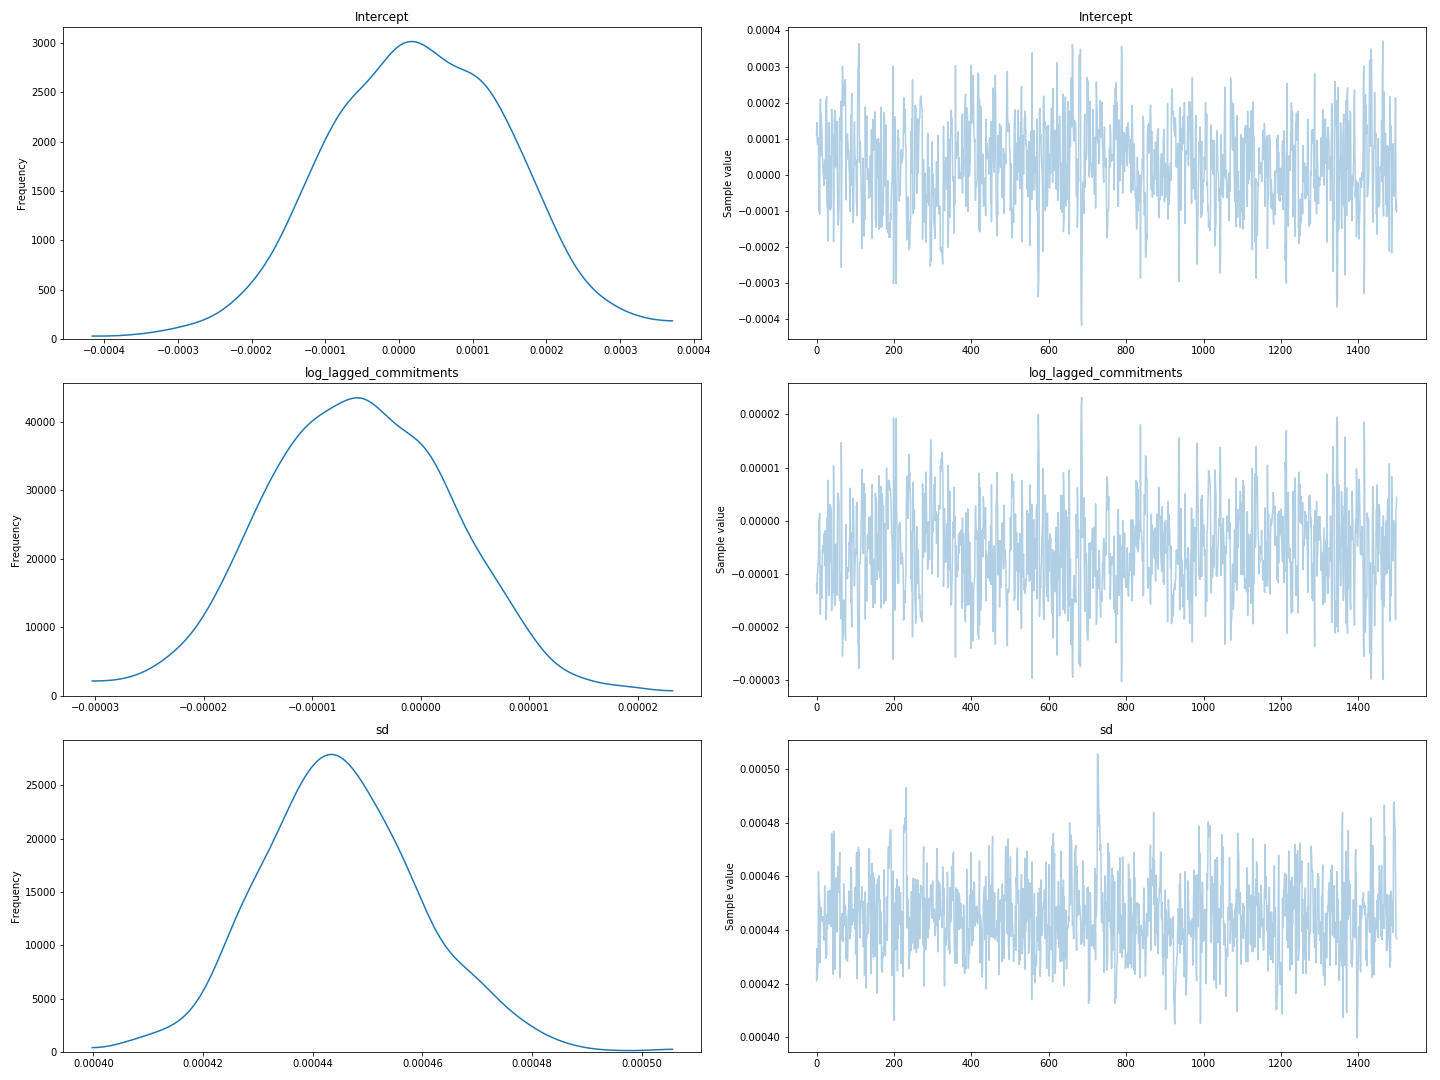 Intercept
Frequency
3000
2500
2000
1500
1000
500
0
−0.0004 −0.0003 −0.0002 −0.0001 0.0000 0.0001 0.0002 0.0003 0.0004
Intercept
Sample value
0.0004
0.0003
0.0002
0.0001
0.0000
−0.0001
−0.0002
−0.0003
−0.0004
0 200 400 600 800 1000 1200 1400
log_lagged_commitments
Frequency
40000
30000
20000
10000
0
−0.00003 −0.00002 −0.00001 0.00000 0.00001 0.00002
log_lagged_commitments
Sample value
0.00002
0.00001
0.00000
−0.00001
−0.00002
−0.00003
0 200 400 600 800 1000 1200 1400
sd
Frequency
25000
20000
15000
10000
5000
0
0.00040 0.00042 0.00044 0.00046 0.00048 0.00050
sd
Sample value
0.00050
0.00048
0.00046
0.00044
0.00042
0.00040
0 200 400 600 800 1000 1200 1400